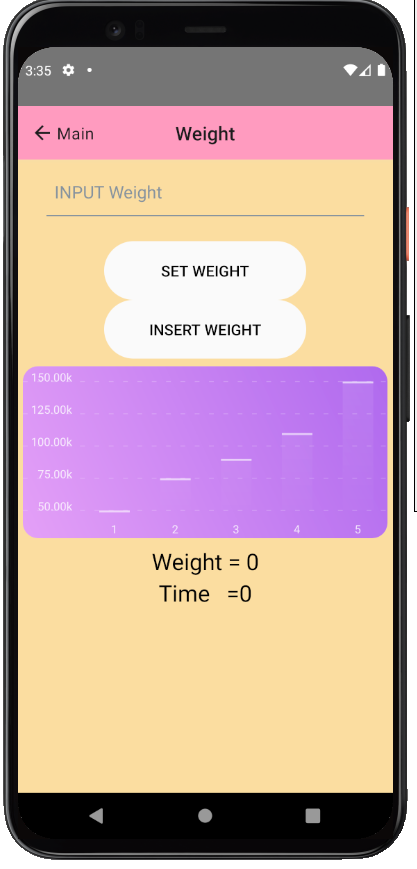 3:35
Main
Weight
INPUT Weight
SET WEIGHT
INSERT WEIGHT
150.00k
125.00k
100.00k
75.00k
50.00k
1 2 3 4 5
Weight = 0
Time =0